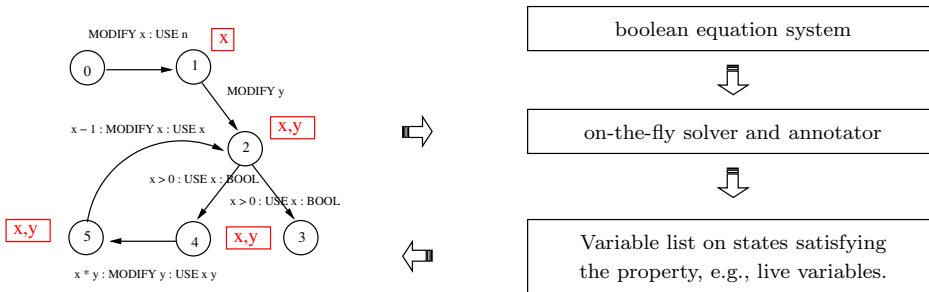 MODIFY x : USE n
x
0
1
MODIFY y
x – 1 : MODIFY x : USE x
x,y
2
x > 0 : USE x : BOOL
x > 0 : USE x : BOOL
x,y
5
4
x,y
3
x * y : MODIFY y : USE x y
boolean equation system
on-the-fly solver and annotator
Variable list on states satisfying
the property, e.g., live variables.